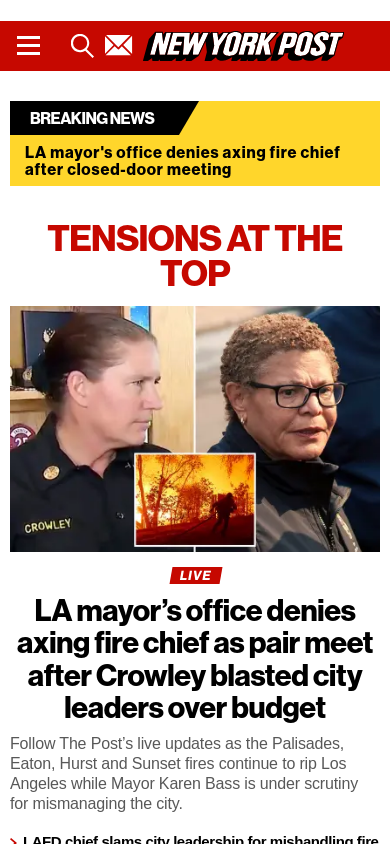 NEW YORK POST
BREAKING NEWS
LA mayor's office denies axing fire chief
after closed-door meeting
TENSIONS AT THE
TOP
CROWLEY
LIVE
LA mayor’s office denies
axing fire chief as pair meet
after Crowley blasted city
leaders over budget
Follow The Post’s live updates as the Palisades,
Eaton, Hurst and Sunset fires continue to rip Los
Angeles while Mayor Karen Bass is under scrutiny
for mismanaging the city.
LAFD chief slams city leadership for mishandling fire